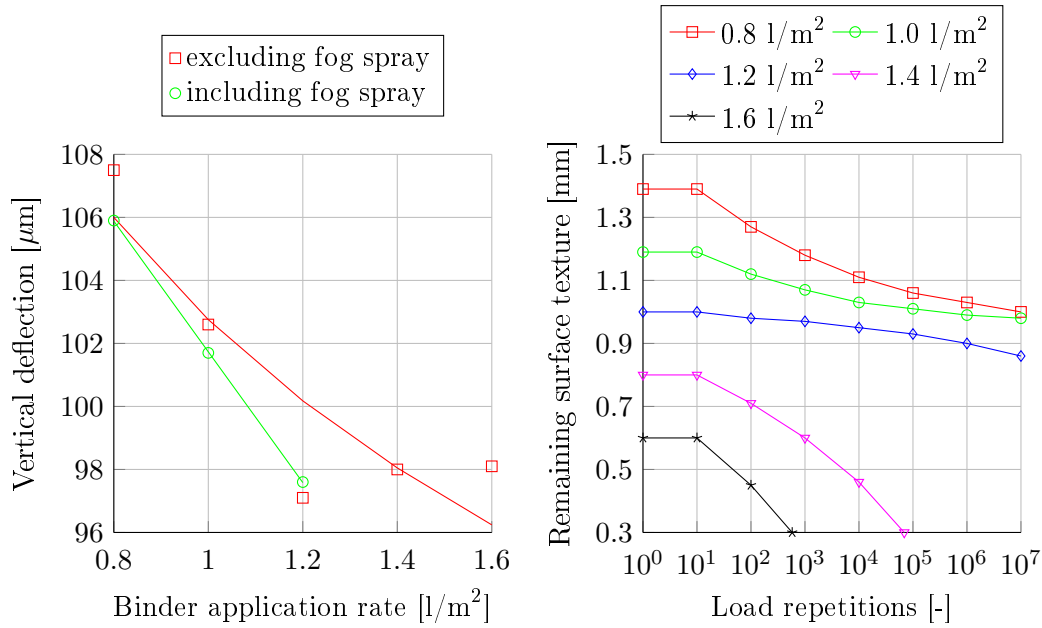 excluding fog spray
including fog spray
108
106
104
102
100
98
96
0.8 1 1.2 1.4 1.6
Vertical deflection [μm]
Binder application rate [l/m²]
0.8 l/m² 1.0 l/m²
1.2 l/m² 1.4 l/m²
1.6 l/m²
1.5
1.3
1.1
0.9
0.7
0.5
0.3
10⁰ 10¹ 10² 10³ 10⁴ 10⁵ 10⁶ 10⁷
Remaining surface texture [mm]
Load repetitions [-]